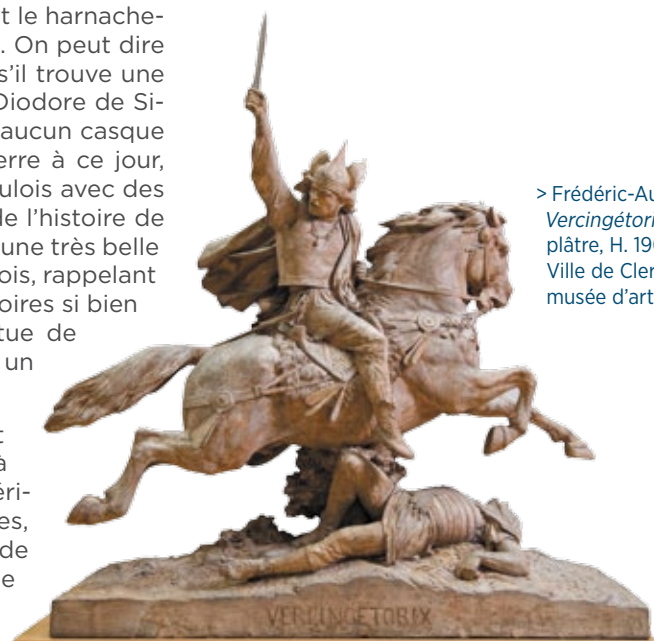 t le harnache-
. On peut dire
s'il trouve une
Diodore de Si-
aucun casque
erre à ce jour,
ulois avec des
de l'histoire de
une très belle
ois, rappelant
oires si bien
tue de
un
t
à
éri-
es,
de
e
> Frédéric-Au
Vercingétori
plâtre, H. 190
Ville de Cler
musée d'art
VERCINGETORIX